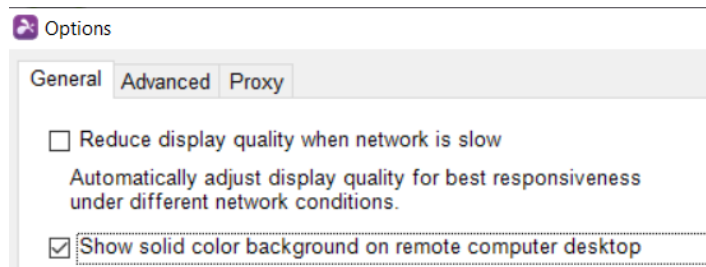 Options
General Advanced Proxy
Reduce display quality when network is slow
Automatically adjust display quality for best responsiveness
under different network conditions.
Show solid color background on remote computer desktop